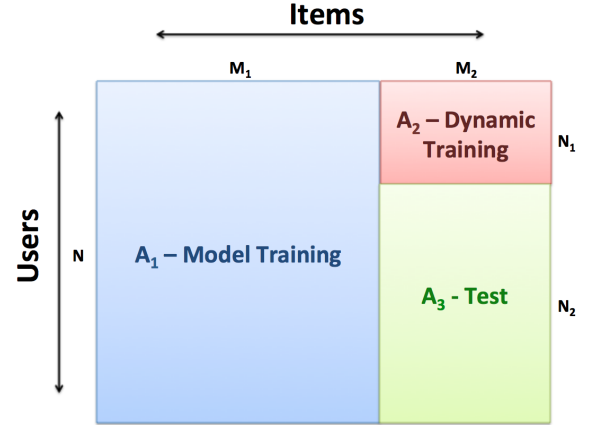 Items
M₁
M₂
A₂ – Dynamic
Training
N₁
Users
N
A₁ – Model Training
A₃ - Test
N₂